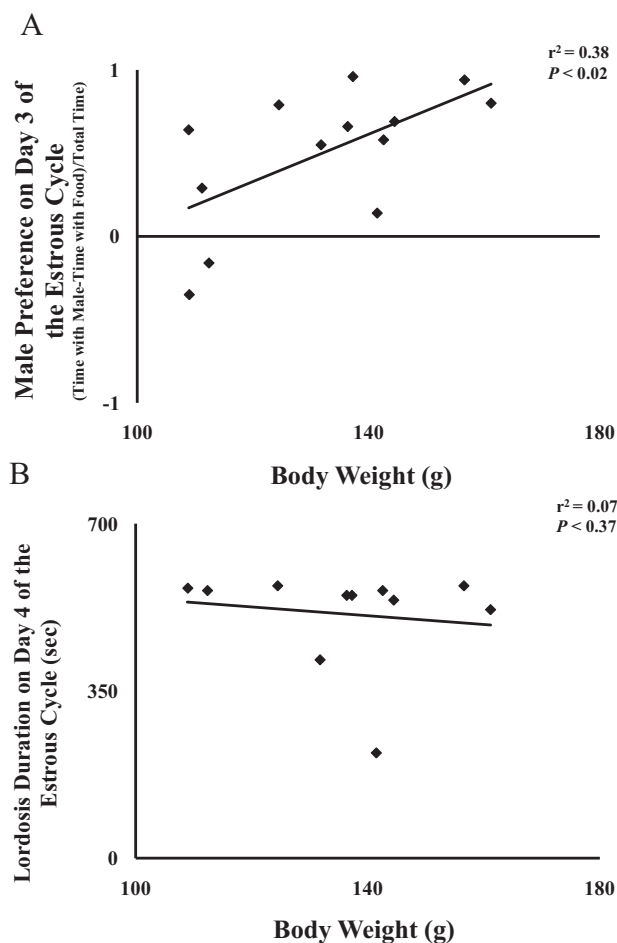 A
r² = 0.38
P < 0.02
Male Preference on Day 3 of
the Estrous Cycle
(Time with Male-Time with Food)/Total Time)
1
0
-1
100
140
180
Body Weight (g)
B
r² = 0.07
P < 0.37
Lordosis Duration on Day 4 of the
Estrous Cycle (sec)
700
350
0
100
140
180
Body Weight (g)